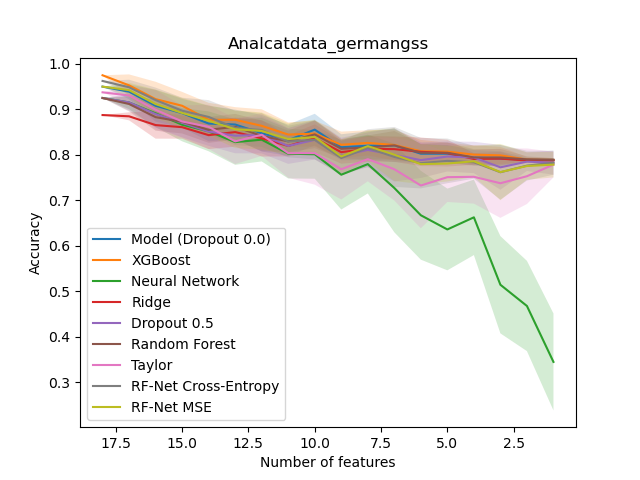 Analcatdata_germangss
1.0
0.9
0.8
0.7
0.6
0.5
0.4
0.3
Accuracy
Model (Dropout 0.0)
XGBoost
Neural Network
Ridge
Dropout 0.5
Random Forest
Taylor
RF-Net Cross-Entropy
RF-Net MSE
17.5 15.0 12.5 10.0 7.5 5.0 2.5
Number of features